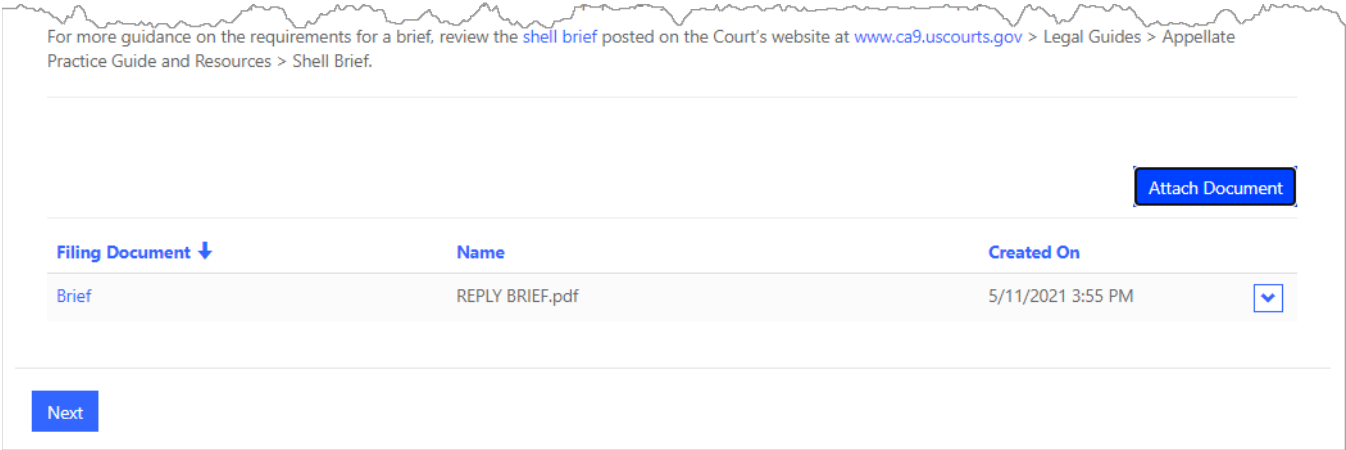 For more guidance on the requirements for a brief, review the shell brief posted on the Court's website at www.ca9.uscourts.gov > Legal Guides > Appellate
Practice Guide and Resources > Shell Brief.
Attach Document
Filing Document Name Created On
Brief REPLY BRIEF.pdf 5/11/2021 3:55 PM
Next